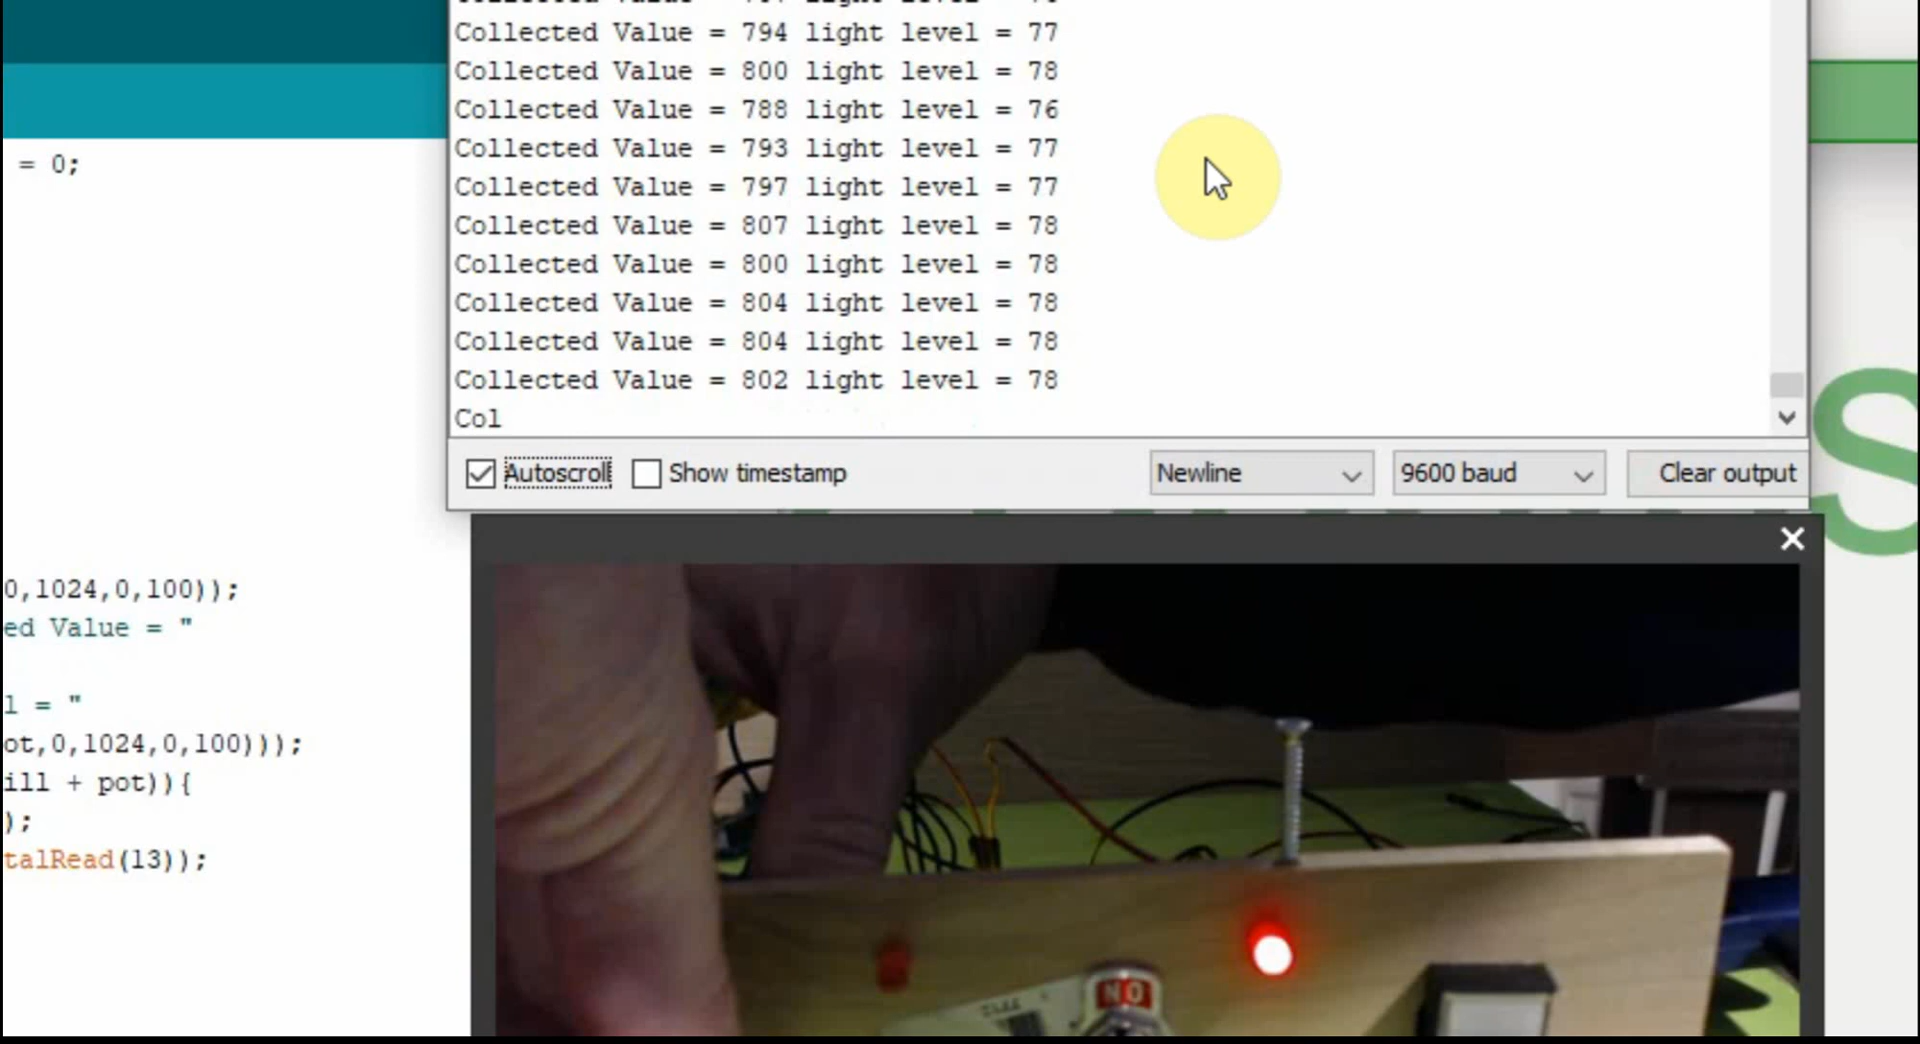 Collected Value = 794 light level = 77
Collected Value = 800 light level = 78
Collected Value = 788 light level = 76
Collected Value = 793 light level = 77
Collected Value = 797 light level = 77
Collected Value = 807 light level = 78
Collected Value = 800 light level = 78
Collected Value = 804 light level = 78
Collected Value = 804 light level = 78
Collected Value = 802 light level = 78
Col
Autoscroll Show timestamp Newline 9600 baud Clear output
= 0;
0,1024,0,100));
ed Value = "
l = "
ot,0,1024,0,100)));
ill + pot)){
);
talRead(13));
S
NO